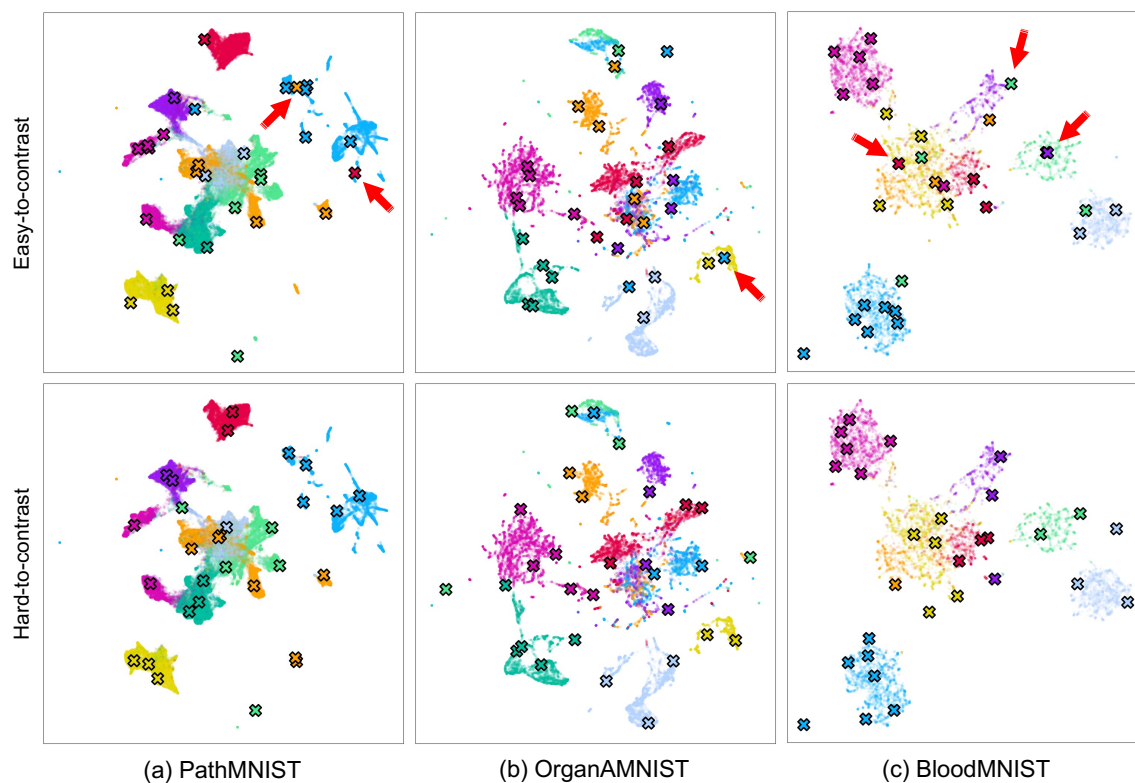 Easy-to-contrast
Hard-to-contrast
(a) PathMNIST
(b) OrganAMNIST
(c) BloodMNIST